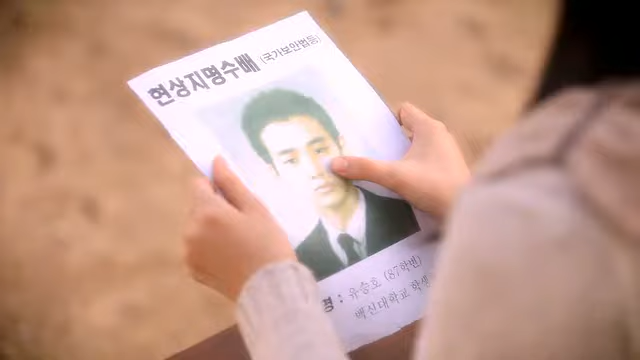 현상지명수배 (국가보안법등)
명 : 유승호 (87학번)
배신대학교 학생